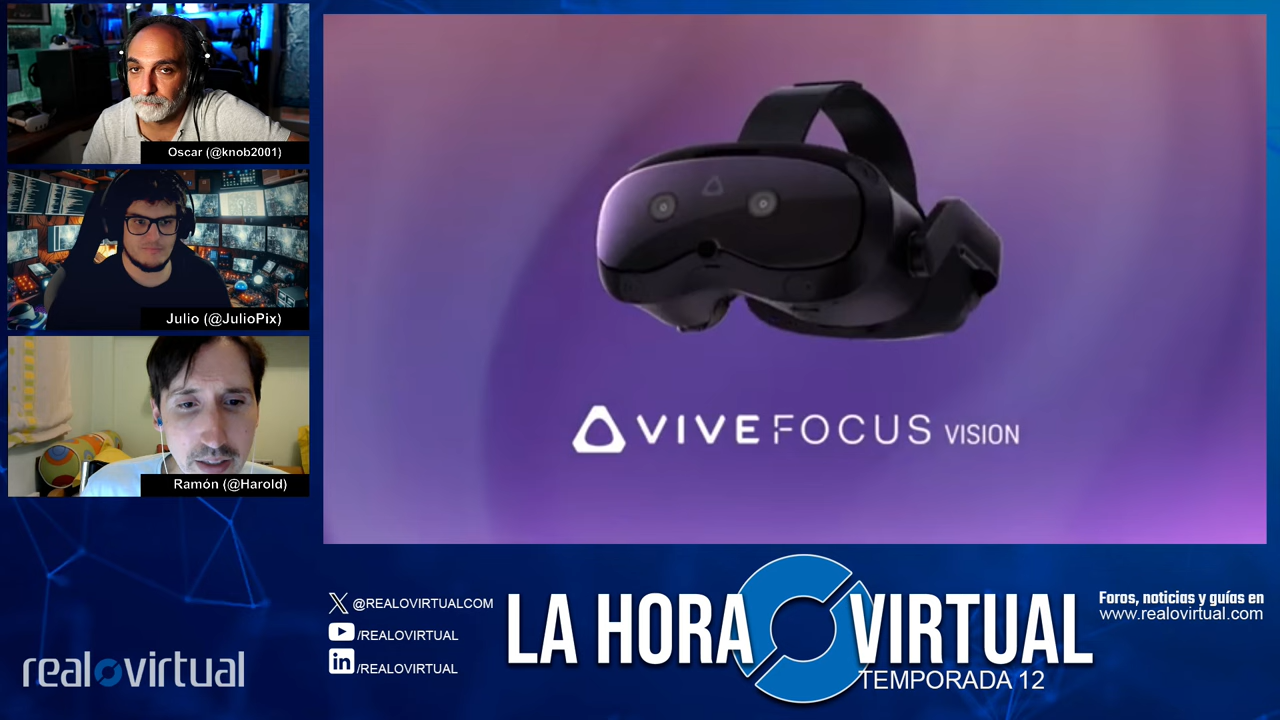 Oscar (@knob2001)
Julio (@JulioPix)
Ramón (@Harold)
VIVE FOCUS VISION
X @REALOVIRTUALCOM
/REALOVIRTUAL
in /REALOVIRTUAL
LA HORA VIRTUAL
TEMPORADA 12
Foros, noticias y guías en
www.realovirtual.com
realovirtual